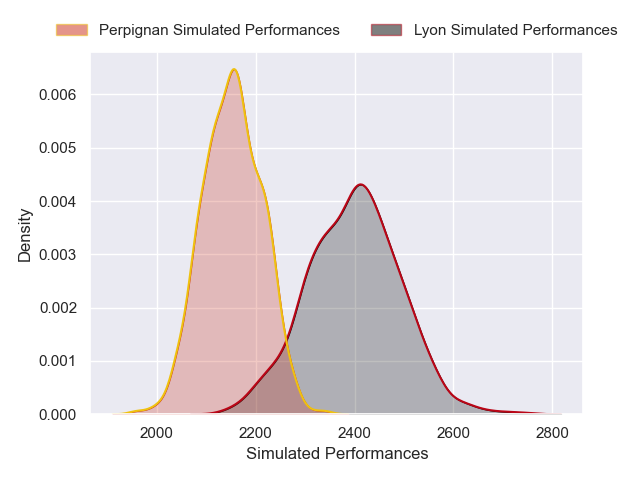 Perpignan Simulated Performances Lyon Simulated Performances
0.006
0.005
0.004
0.003
0.002
0.001
0.000
Density
2000 2200 2400 2600 2800
Simulated Performances